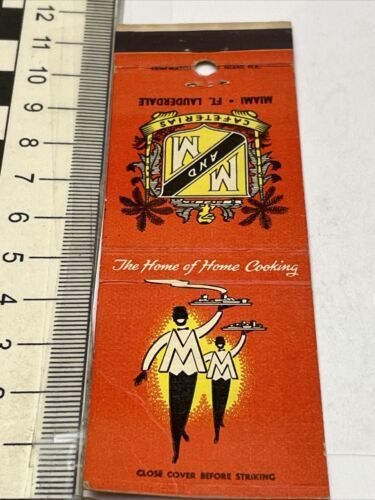 MIAMI • FT. LAUDERDALE
CAFETERIAS
M
AND
M
The Home of Home Cooking
M
M
CLOSE COVER BEFORE STRIKING
12
11
10
9
8
7
6
5
4
3
2